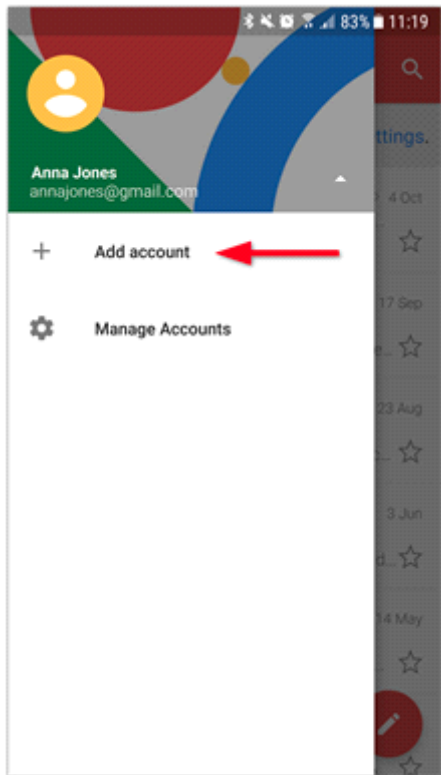 83% 11:19
ttings.
Anna Jones
annajones@gmail.com
4 Oct
Add account
17 Sep
Manage Accounts
23 Aug
3 Jun
14 May